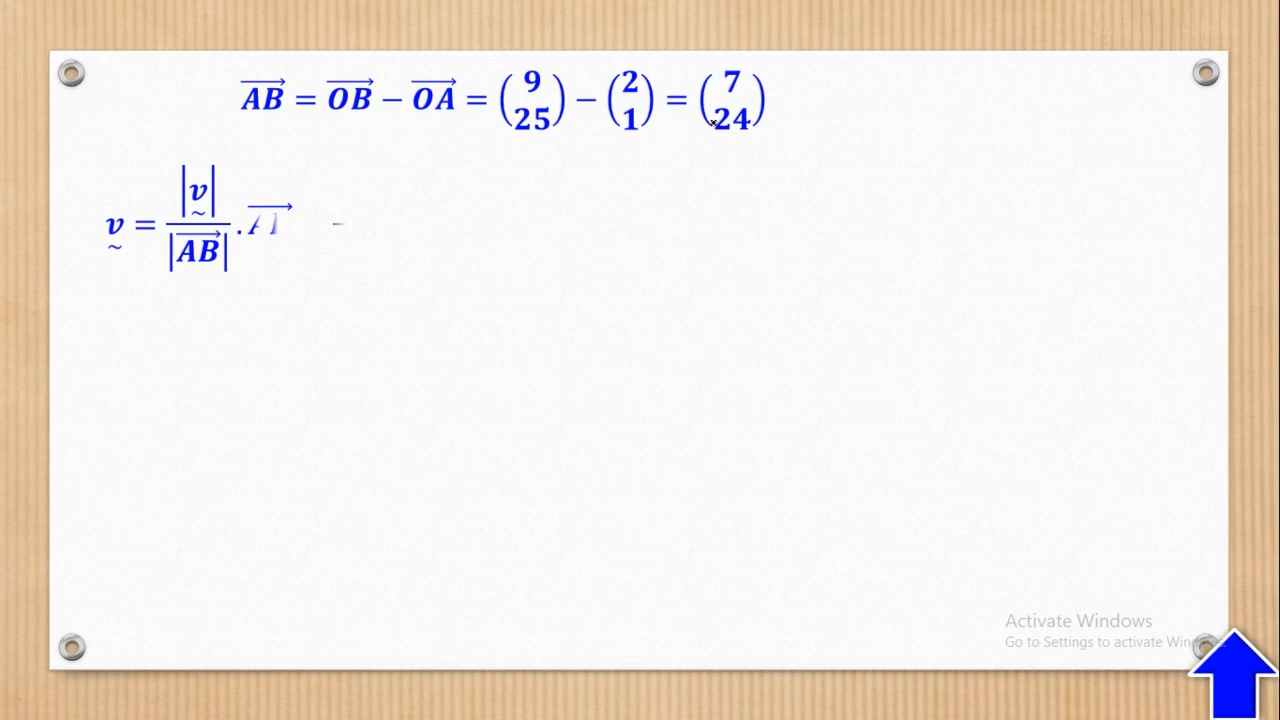 AB⃗ = OB⃗ − OA⃗ = (9 25) − (2 1) = (7 24)
v̰ = |v̰| / |AB⃗| .
Activate Windows
Go to Settings to activate Windows.